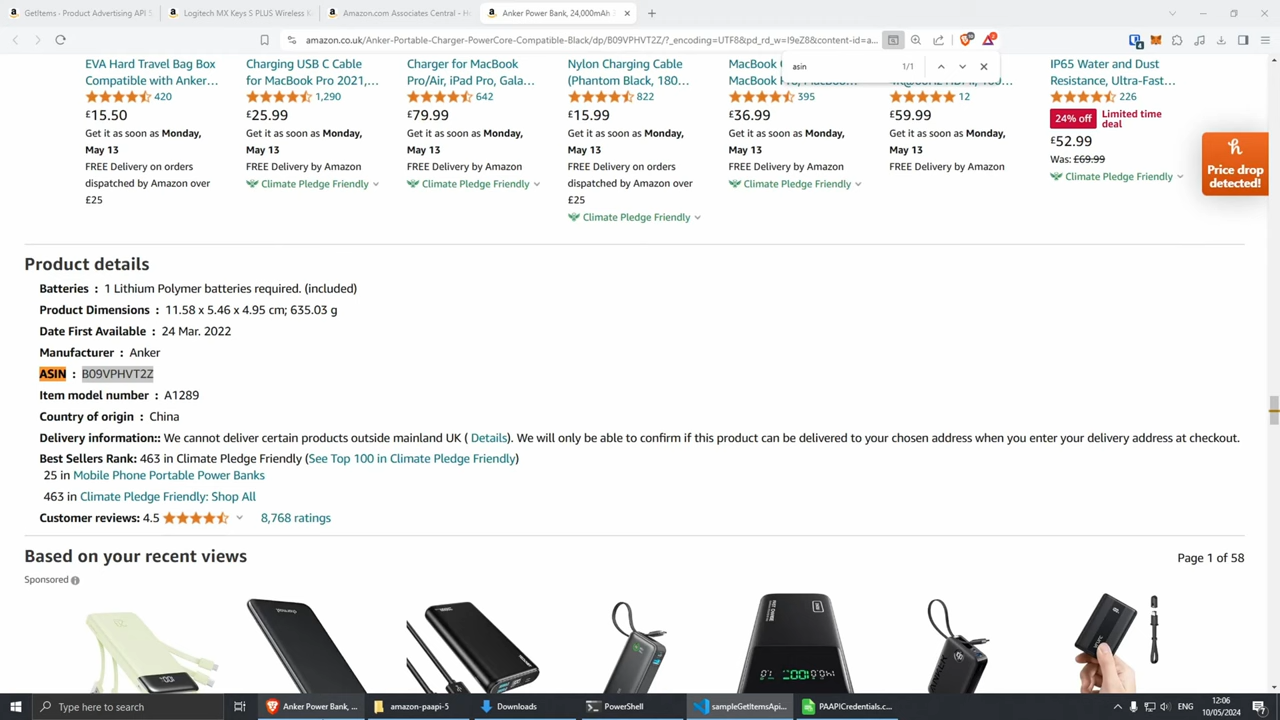 GetItems - Product Advertising API 5
Logitech MX Keys S PLUS Wireless K
Amazon.com Associates Central - H
Anker Power Bank, 24,000mAh
amazon.co.uk/Anker-Portable-Charger-PowerCore-Compatible-Black/dp/B09VPHVT2Z/?_encoding=UTF8&pd_rd_w=I9eZ8&content-id=a...
asin 1/1
EVA Hard Travel Bag Box
Compatible with Anker...
420
£15.50
Get it as soon as Monday,
May 13
FREE Delivery on orders
dispatched by Amazon over
£25
Charging USB C Cable
for MacBook Pro 2021,...
1,290
£25.99
Get it as soon as Monday,
May 13
FREE Delivery by Amazon
Climate Pledge Friendly
Charger for MacBook
Pro/Air, iPad Pro, Gala...
642
£79.99
Get it as soon as Monday,
May 13
FREE Delivery by Amazon
Climate Pledge Friendly
Nylon Charging Cable
(Phantom Black, 180...
822
£15.99
Get it as soon as Monday,
May 13
FREE Delivery on orders
dispatched by Amazon over
£25
Climate Pledge Friendly
MacBook
395
£36.99
Get it as soon as Monday,
May 13
FREE Delivery by Amazon
Climate Pledge Friendly
12
£59.99
Get it as soon as Monday,
May 13
FREE Delivery by Amazon
IP65 Water and Dust
Resistance, Ultra-Fast...
226
24% off Limited time
deal
£52.99
Was: £69.99
Climate Pledge Friendly
Price drop
detected!
Product details
Batteries : 1 Lithium Polymer batteries required. (included)
Product Dimensions : 11.58 x 5.46 x 4.95 cm; 635.03 g
Date First Available : 24 Mar. 2022
Manufacturer : Anker
ASIN : B09VPHVT2Z
Item model number : A1289
Country of origin : China
Delivery information:: We cannot deliver certain products outside mainland UK ( Details). We will only be able to confirm if this product can be delivered to your chosen address when you enter your delivery address at checkout.
Best Sellers Rank: 463 in Climate Pledge Friendly (See Top 100 in Climate Pledge Friendly)
25 in Mobile Phone Portable Power Banks
463 in Climate Pledge Friendly: Shop All
Customer reviews: 4.5 8,768 ratings
Based on your recent views
Page 1 of 58
Sponsored
Type here to search
Anker Power Bank, ...
amazon-paapi-5
Downloads
PowerShell
sampleGetItemsApi...
PAAPICredentials.c...
ENG
12:06
10/05/2024